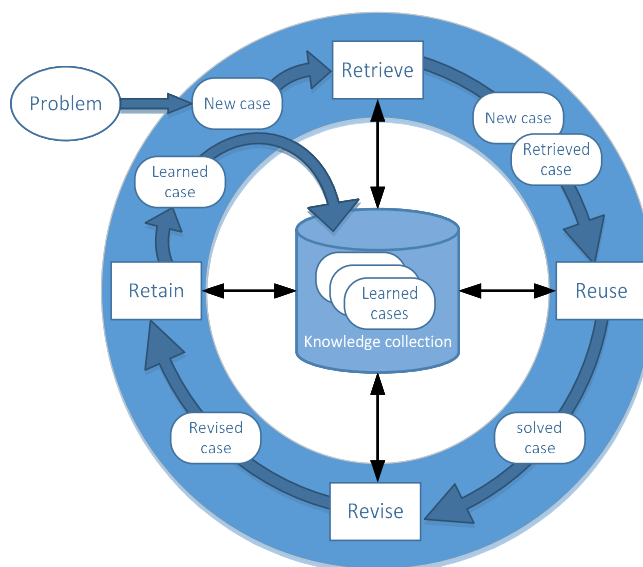 Problem
New case
Retrieve
New case
Retrieved
case
Learned
case
Retain
Learned
cases
Knowledge collection
Reuse
Revised
case
solved
case
Revise